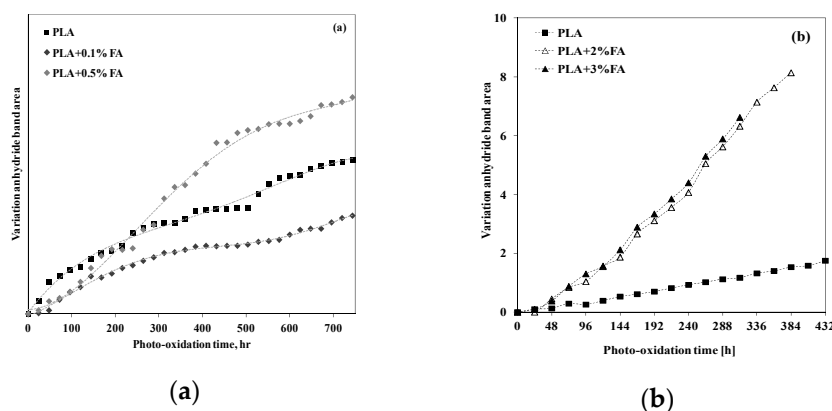 (a)
PLA
PLA+0.1% FA
PLA+0.5% FA
Variation anhydride band area
0 100 200 300 400 500 600 700
Photo-oxidation time, hr
(a)
10
8
6
4
2
0
(b)
PLA
PLA+2%FA
PLA+3%FA
Variation anhydride band area
0 48 96 144 192 240 288 336 384 432
Photo-oxidation time [h]
(b)